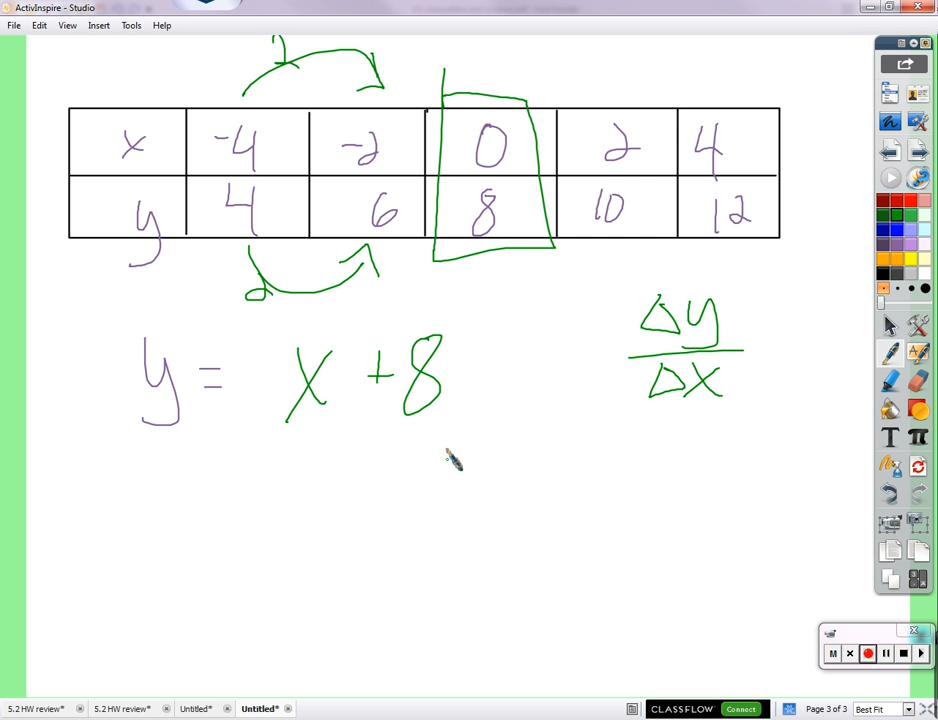 ActivInspire - Studio
File Edit View Insert Tools Help
2
x -4 -2 0 2 4
y 4 6 8 10 12
2
y = x + 8
Δy
Δx
M
5.2 HW review* 5.2 HW review* Untitled* Untitled* CLASSFLOW Connect Page 3 of 3 Best Fit